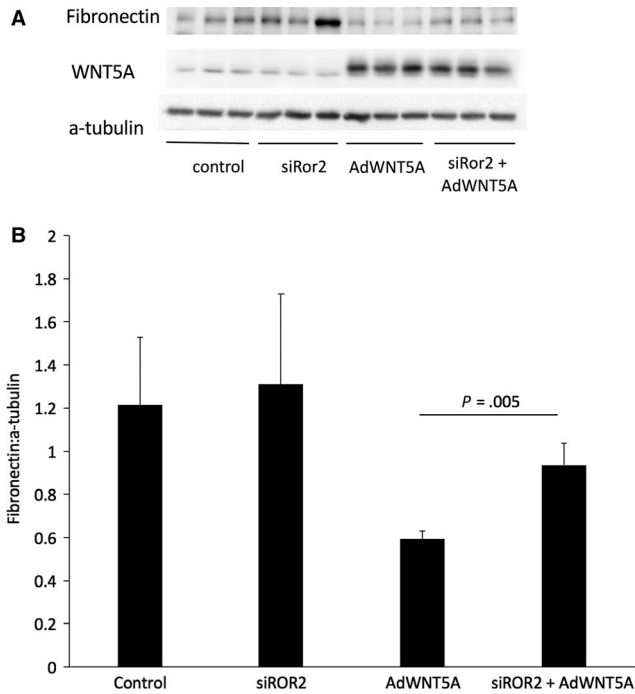 A
Fibronectin
WNT5A
a-tubulin
control siRor2 AdWNT5A siRor2 +
AdWNT5A
B
2
1.8
1.6
1.4
1.2
1
0.8
0.6
0.4
0.2
0
Fibronectin:a-tubulin
P = .005
Control siROR2 AdWNT5A siROR2 + AdWNT5A